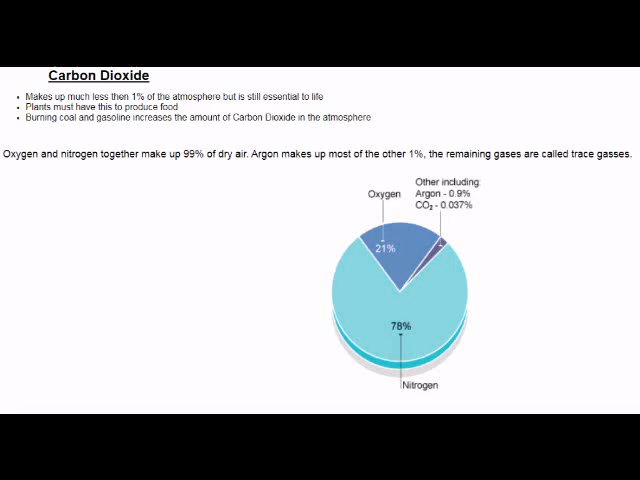 Carbon Dioxide
• Makes up much less then 1% of the atmosphere but is still essential to life
• Plants must have this to produce food
• Burning coal and gasoline increases the amount of Carbon Dioxide in the atmosphere
Oxygen and nitrogen together make up 99% of dry air. Argon makes up most of the other 1%, the remaining gases are called trace gasses.
Other including:
Oxygen
Argon - 0.9%
CO₂ - 0.037%
21%
78%
Nitrogen